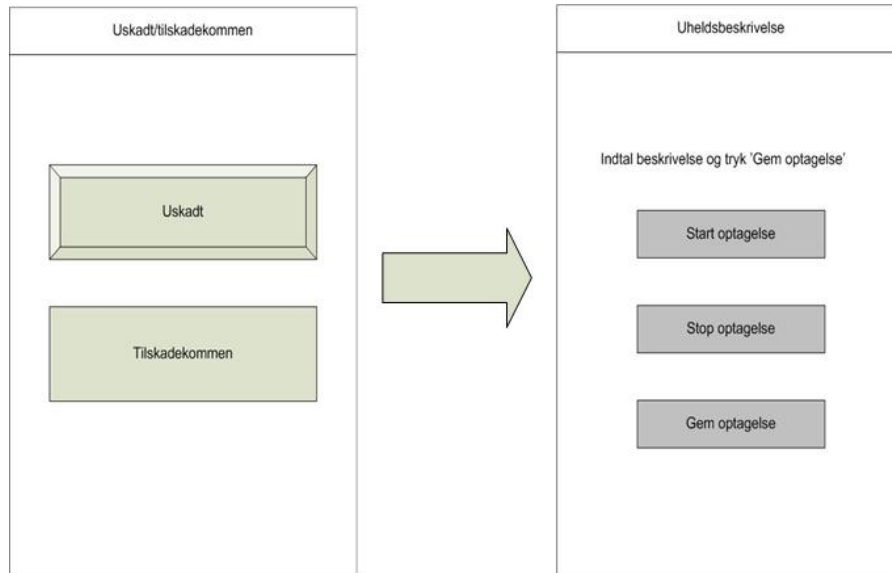 Uskadt/tilskadekommen
Uskadt
Tilskadekommen
Uheldsbeskrivelse
Indtal beskrivelse og tryk 'Gem optagelse'
Start optagelse
Stop optagelse
Gem optagelse